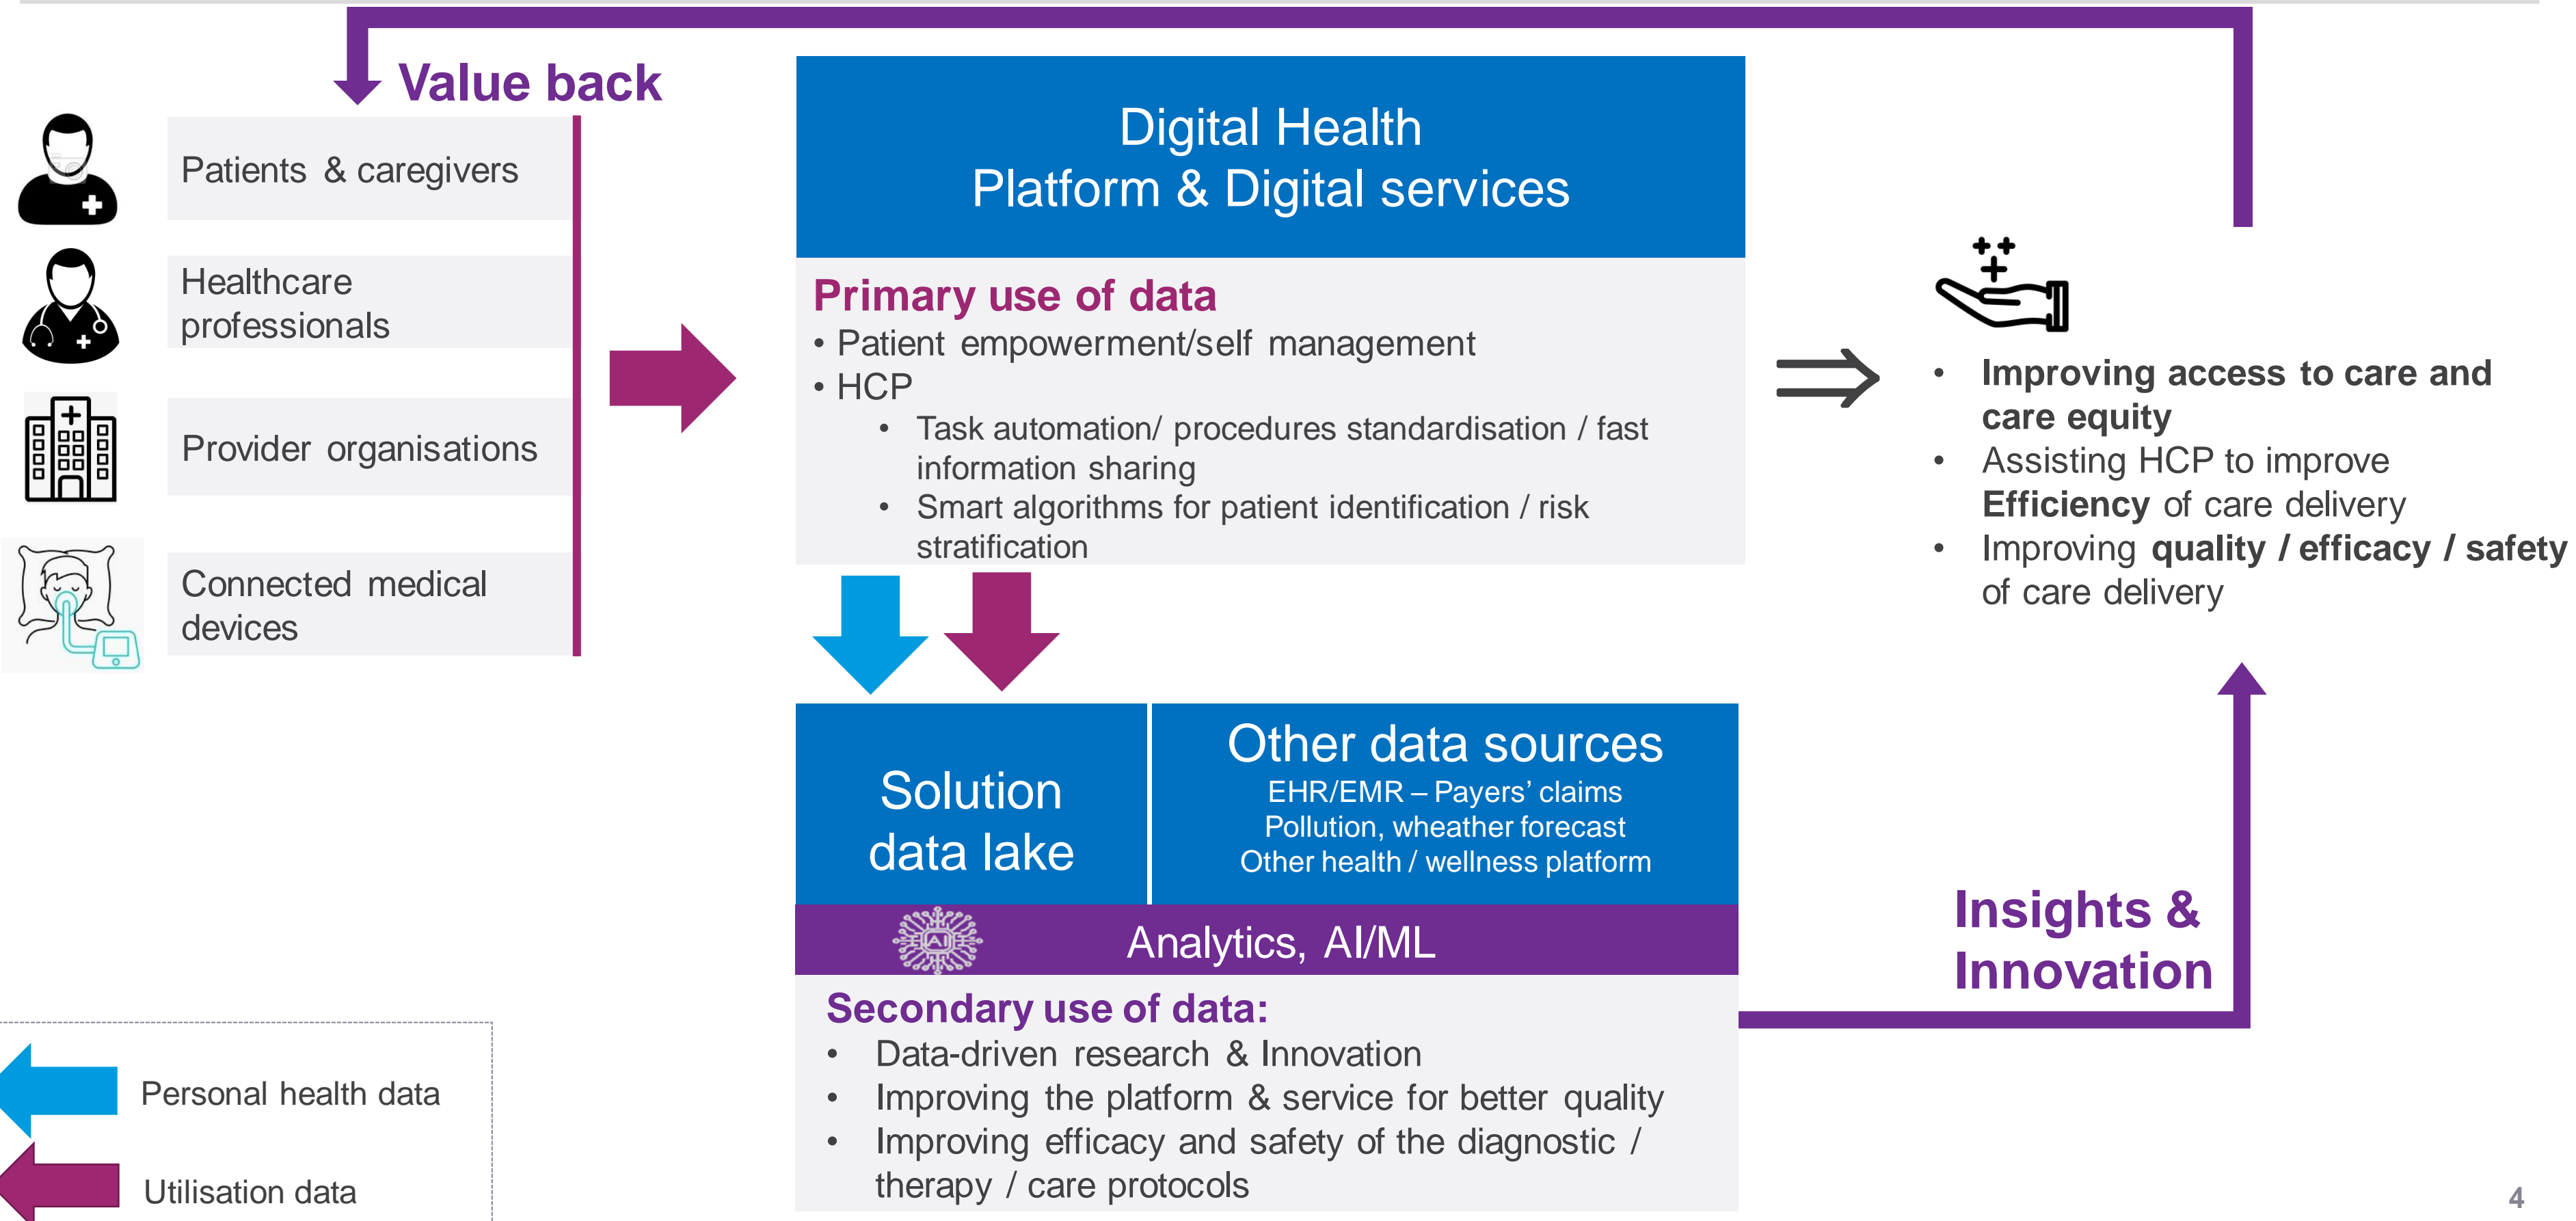 Value back
Patients & caregivers
Healthcare
professionals
Provider organisations
Connected medical
devices
Digital Health
Platform & Digital services
Primary use of data
• Patient empowerment/self management
• HCP
• Task automation/ procedures standardisation / fast
information sharing
• Smart algorithms for patient identification / risk
stratification
• Improving access to care and
care equity
• Assisting HCP to improve
Efficiency of care delivery
• Improving quality / efficacy / safety
of care delivery
Solution
data lake
Other data sources
EHR/EMR – Payers’ claims
Pollution, wheather forecast
Other health / wellness platform
AI
Analytics, AI/ML
Secondary use of data:
• Data-driven research & Innovation
• Improving the platform & service for better quality
• Improving efficacy and safety of the diagnostic /
therapy / care protocols
Insights &
Innovation
Personal health data
Utilisation data
4